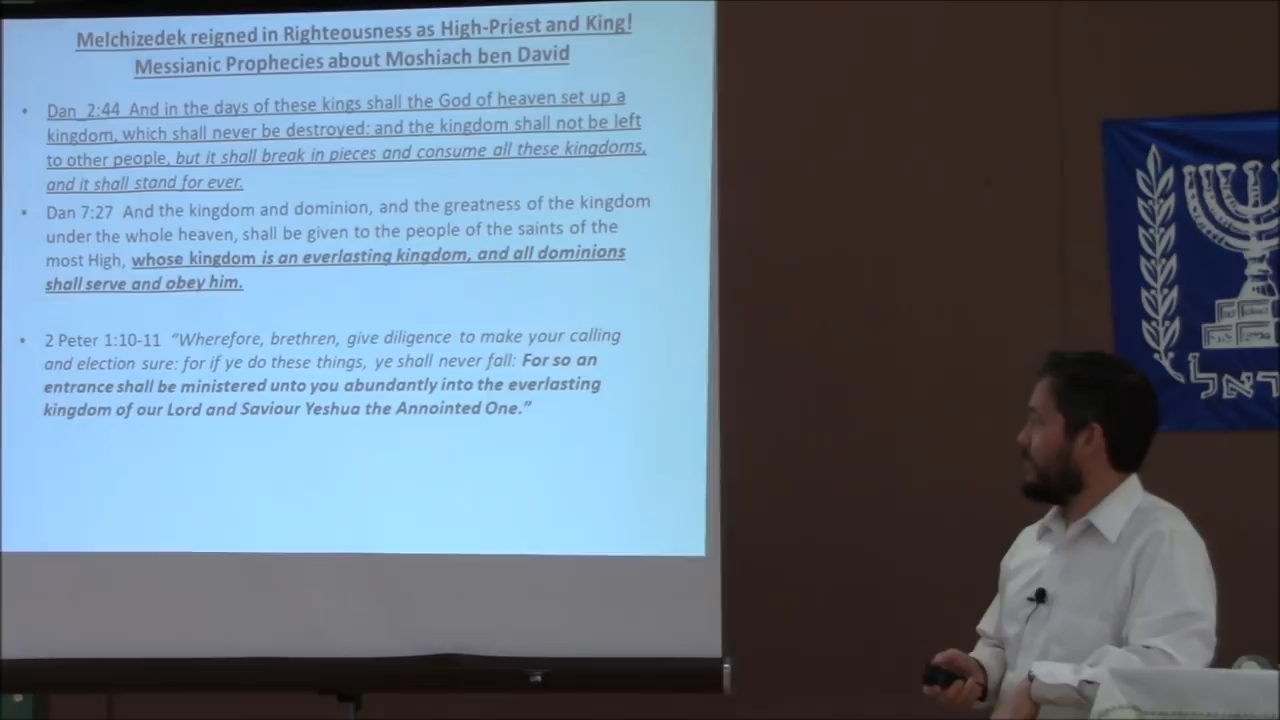 Melchizedek reigned in Righteousness as High-Priest and King!
Messianic Prophecies about Moshiach ben David
• Dan 2:44 And in the days of these kings shall the God of heaven set up a
kingdom, which shall never be destroyed: and the kingdom shall not be left
to other people, but it shall break in pieces and consume all these kingdoms,
and it shall stand for ever.
• Dan 7:27 And the kingdom and dominion, and the greatness of the kingdom
under the whole heaven, shall be given to the people of the saints of the
most High, whose kingdom is an everlasting kingdom, and all dominions
shall serve and obey him.
• 2 Peter 1:10-11 “Wherefore, brethren, give diligence to make your calling
and election sure: for if ye do these things, ye shall never fall: For so an
entrance shall be ministered unto you abundantly into the everlasting
kingdom of our Lord and Saviour Yeshua the Annointed One.”
ראל